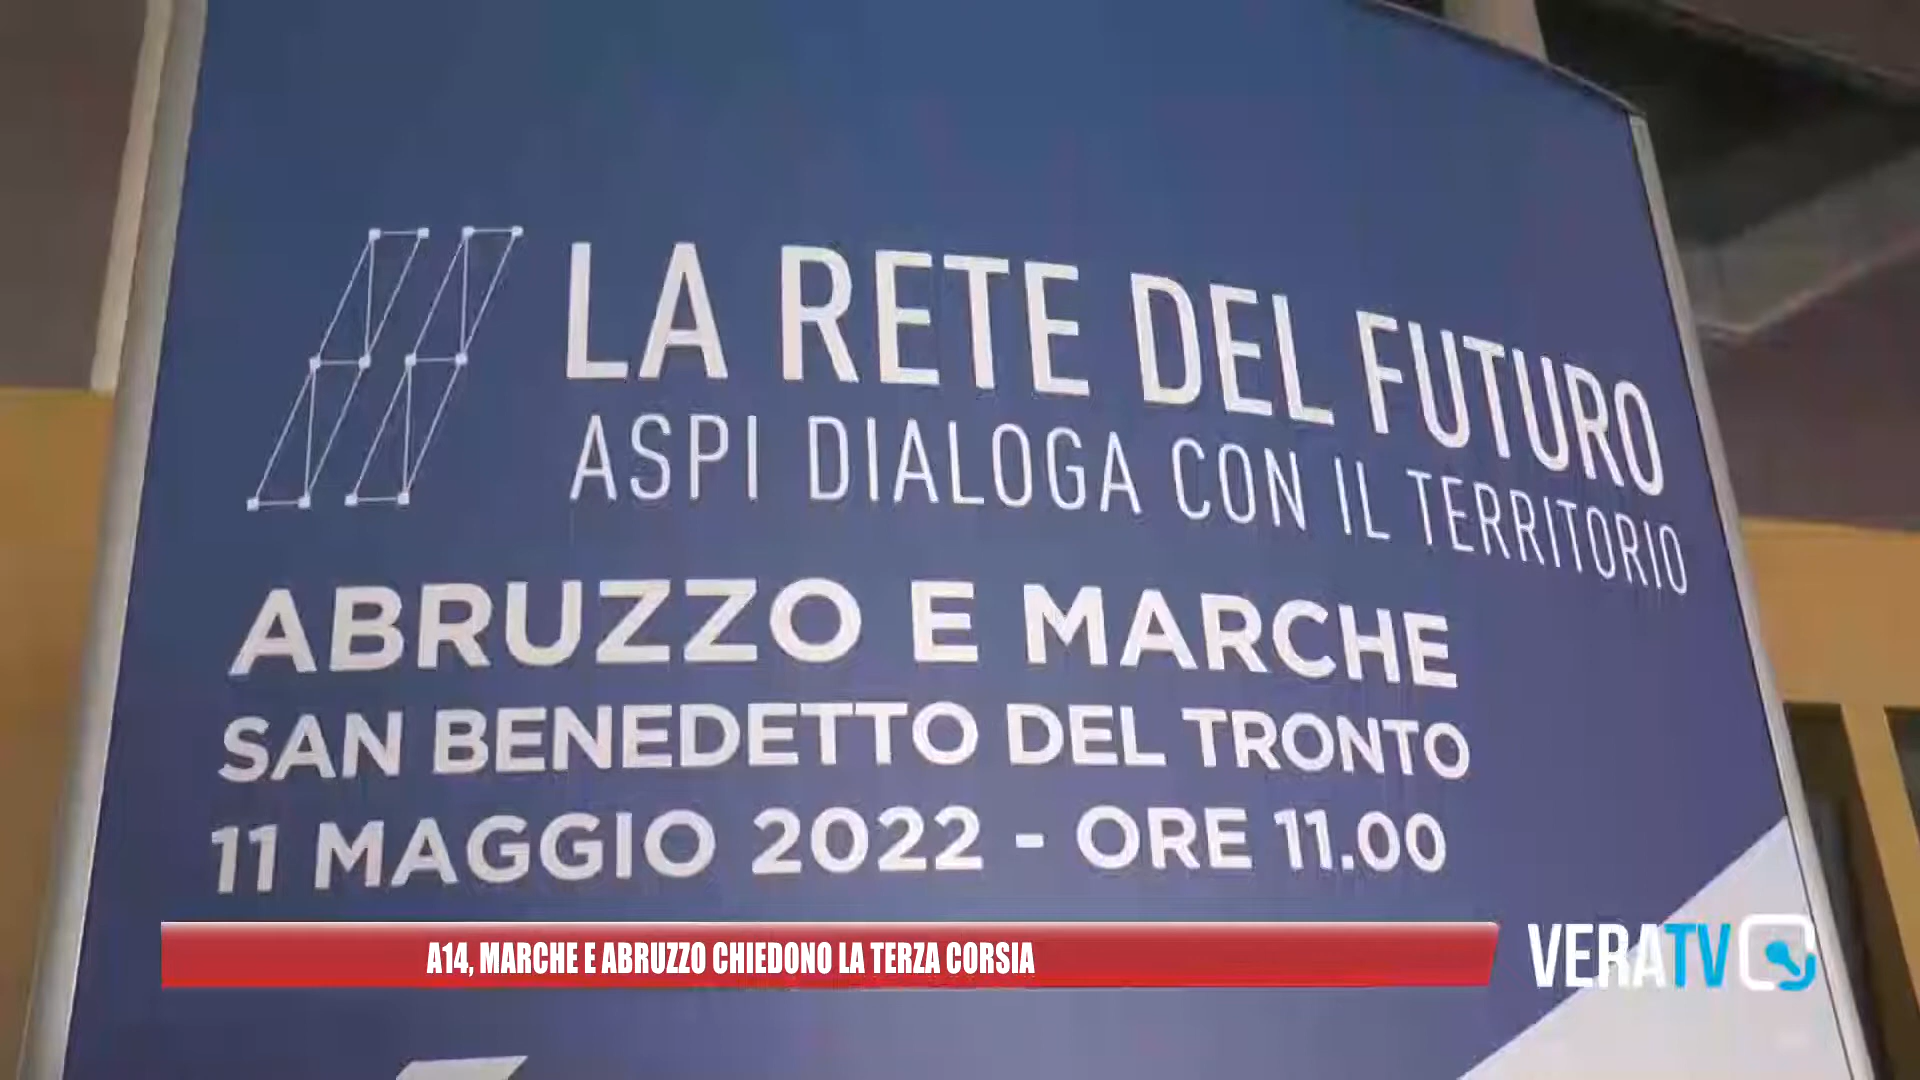 LA RETE DEL FUTURO
ASPI DIALOGA CON IL TERRITORIO
ABRUZZO E MARCHE
SAN BENEDETTO DEL TRONTO
11 MAGGIO 2022 - ORE 11.00
A14, MARCHE E ABRUZZO CHIEDONO LA TERZA CORSIA
VERATV